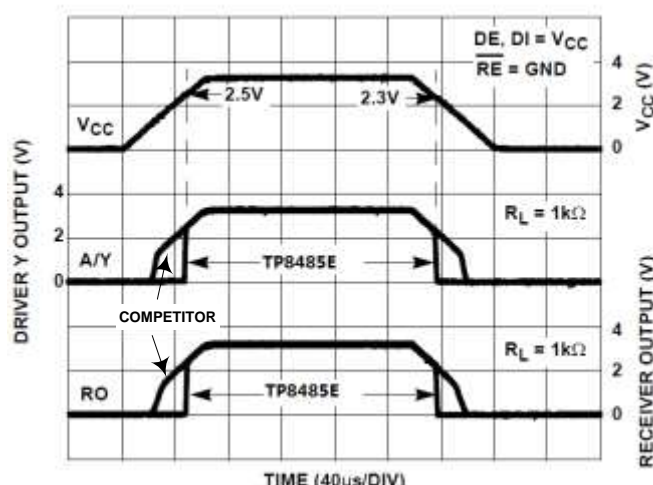 DE, DI = VCC
RE = GND
4
2
0
VCC (V)
2.5V
2.3V
VCC
DRIVER Y OUTPUT (V)
4
2
0
A/Y
RL = 1kΩ
TP8485E
COMPETITOR
RL = 1kΩ
TP8485E
RO
4
2
0
RECEIVER OUTPUT (V)
TIME (40µs/DIV)